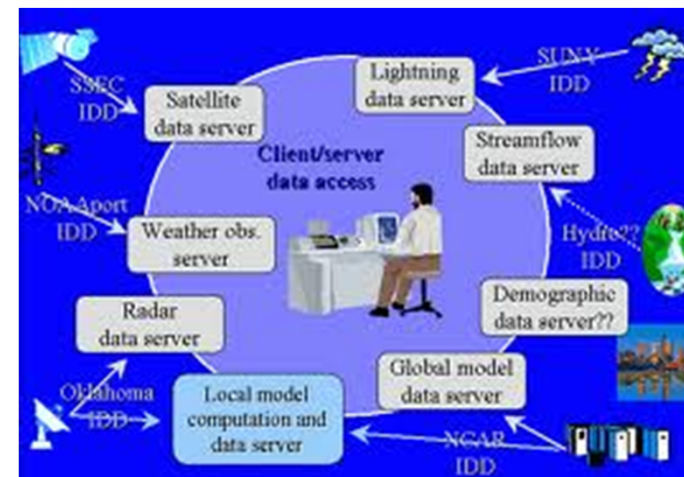 SSEC
IDD
Satellite
data server
Lightning
data server
SUNY
IDD
Streamflow
data server
Client/server
data access
NOAAport
IDD
Weather obs.
server
Hydro??
IDD
Radar
data server
Demographic
data server??
Oklahoma
IDD
Local model
computation and
data server
Global model
data server
NCAR
IDD